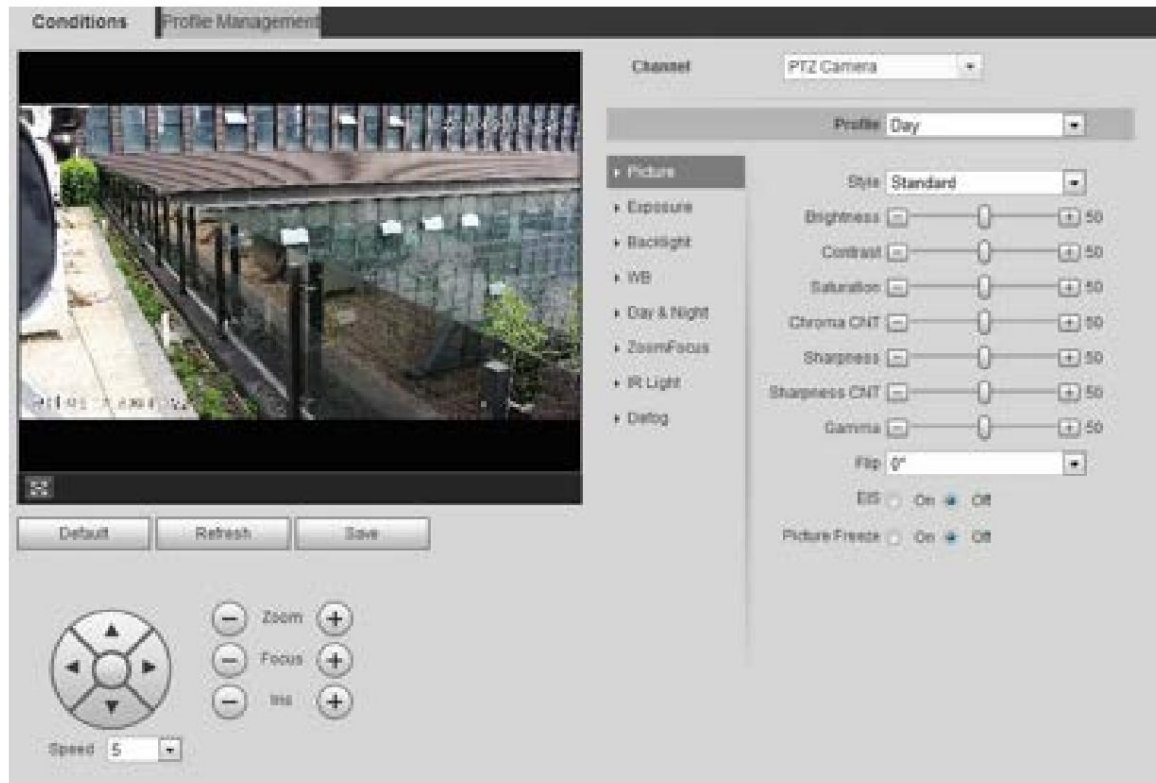 Conditions
Profile Management
Channel PTZ Camera
Profile Day
Picture
Exposure
Backlight
WB
Day & Night
ZoomFocus
IR Light
Defog
Style Standard
Brightness 50
Contrast 50
Saturation 50
Chroma CNT 50
Sharpness 50
Sharpness CNT 50
Gamma 50
Flip 0°
EIS On Off
Picture Freeze On Off
Default Refresh Save
Zoom
Focus
Iris
Speed 5